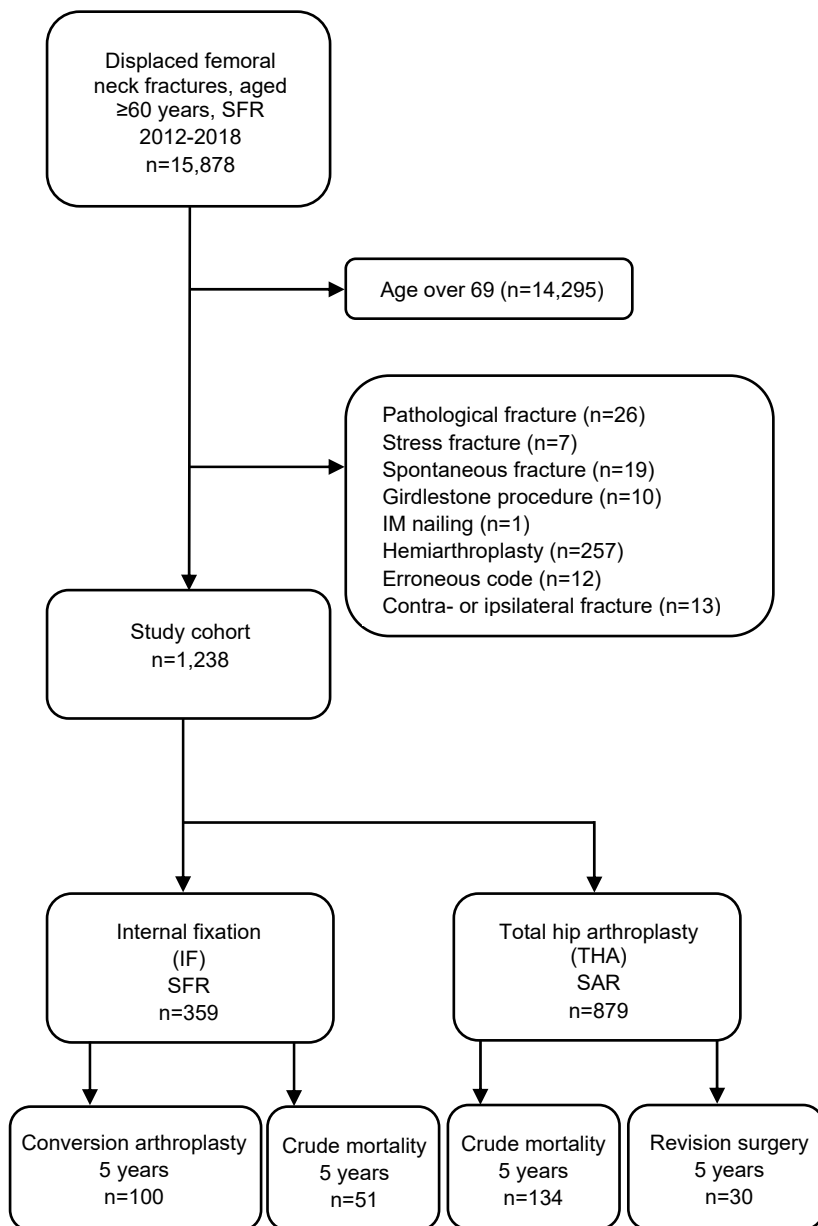 Displaced femoral
neck fractures, aged
≥60 years, SFR
2012-2018
n=15,878
Age over 69 (n=14,295)
Pathological fracture (n=26)
Stress fracture (n=7)
Spontaneous fracture (n=19)
Girdlestone procedure (n=10)
IM nailing (n=1)
Hemiarthroplasty (n=257)
Erroneous code (n=12)
Contra- or ipsilateral fracture (n=13)
Study cohort
n=1,238
Internal fixation
(IF)
SFR
n=359
Total hip arthroplasty
(THA)
SAR
n=879
Conversion arthroplasty
5 years
n=100
Crude mortality
5 years
n=51
Crude mortality
5 years
n=134
Revision surgery
5 years
n=30